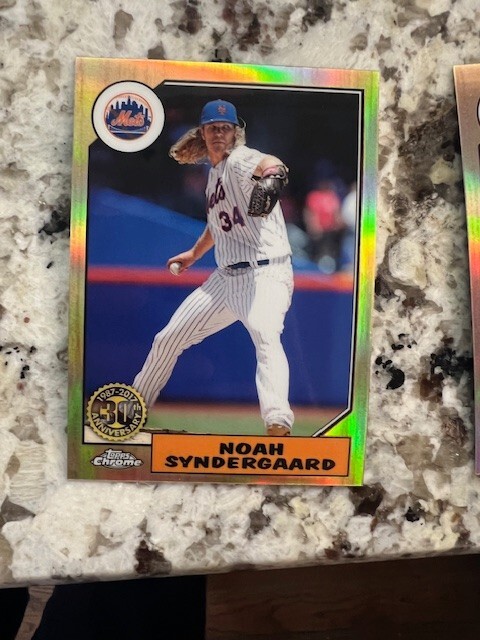 Mets
Mets
34
1987-2017
30th
ANNIVERSARY
Topps
Chrome
NOAH
SYNDERGAARD